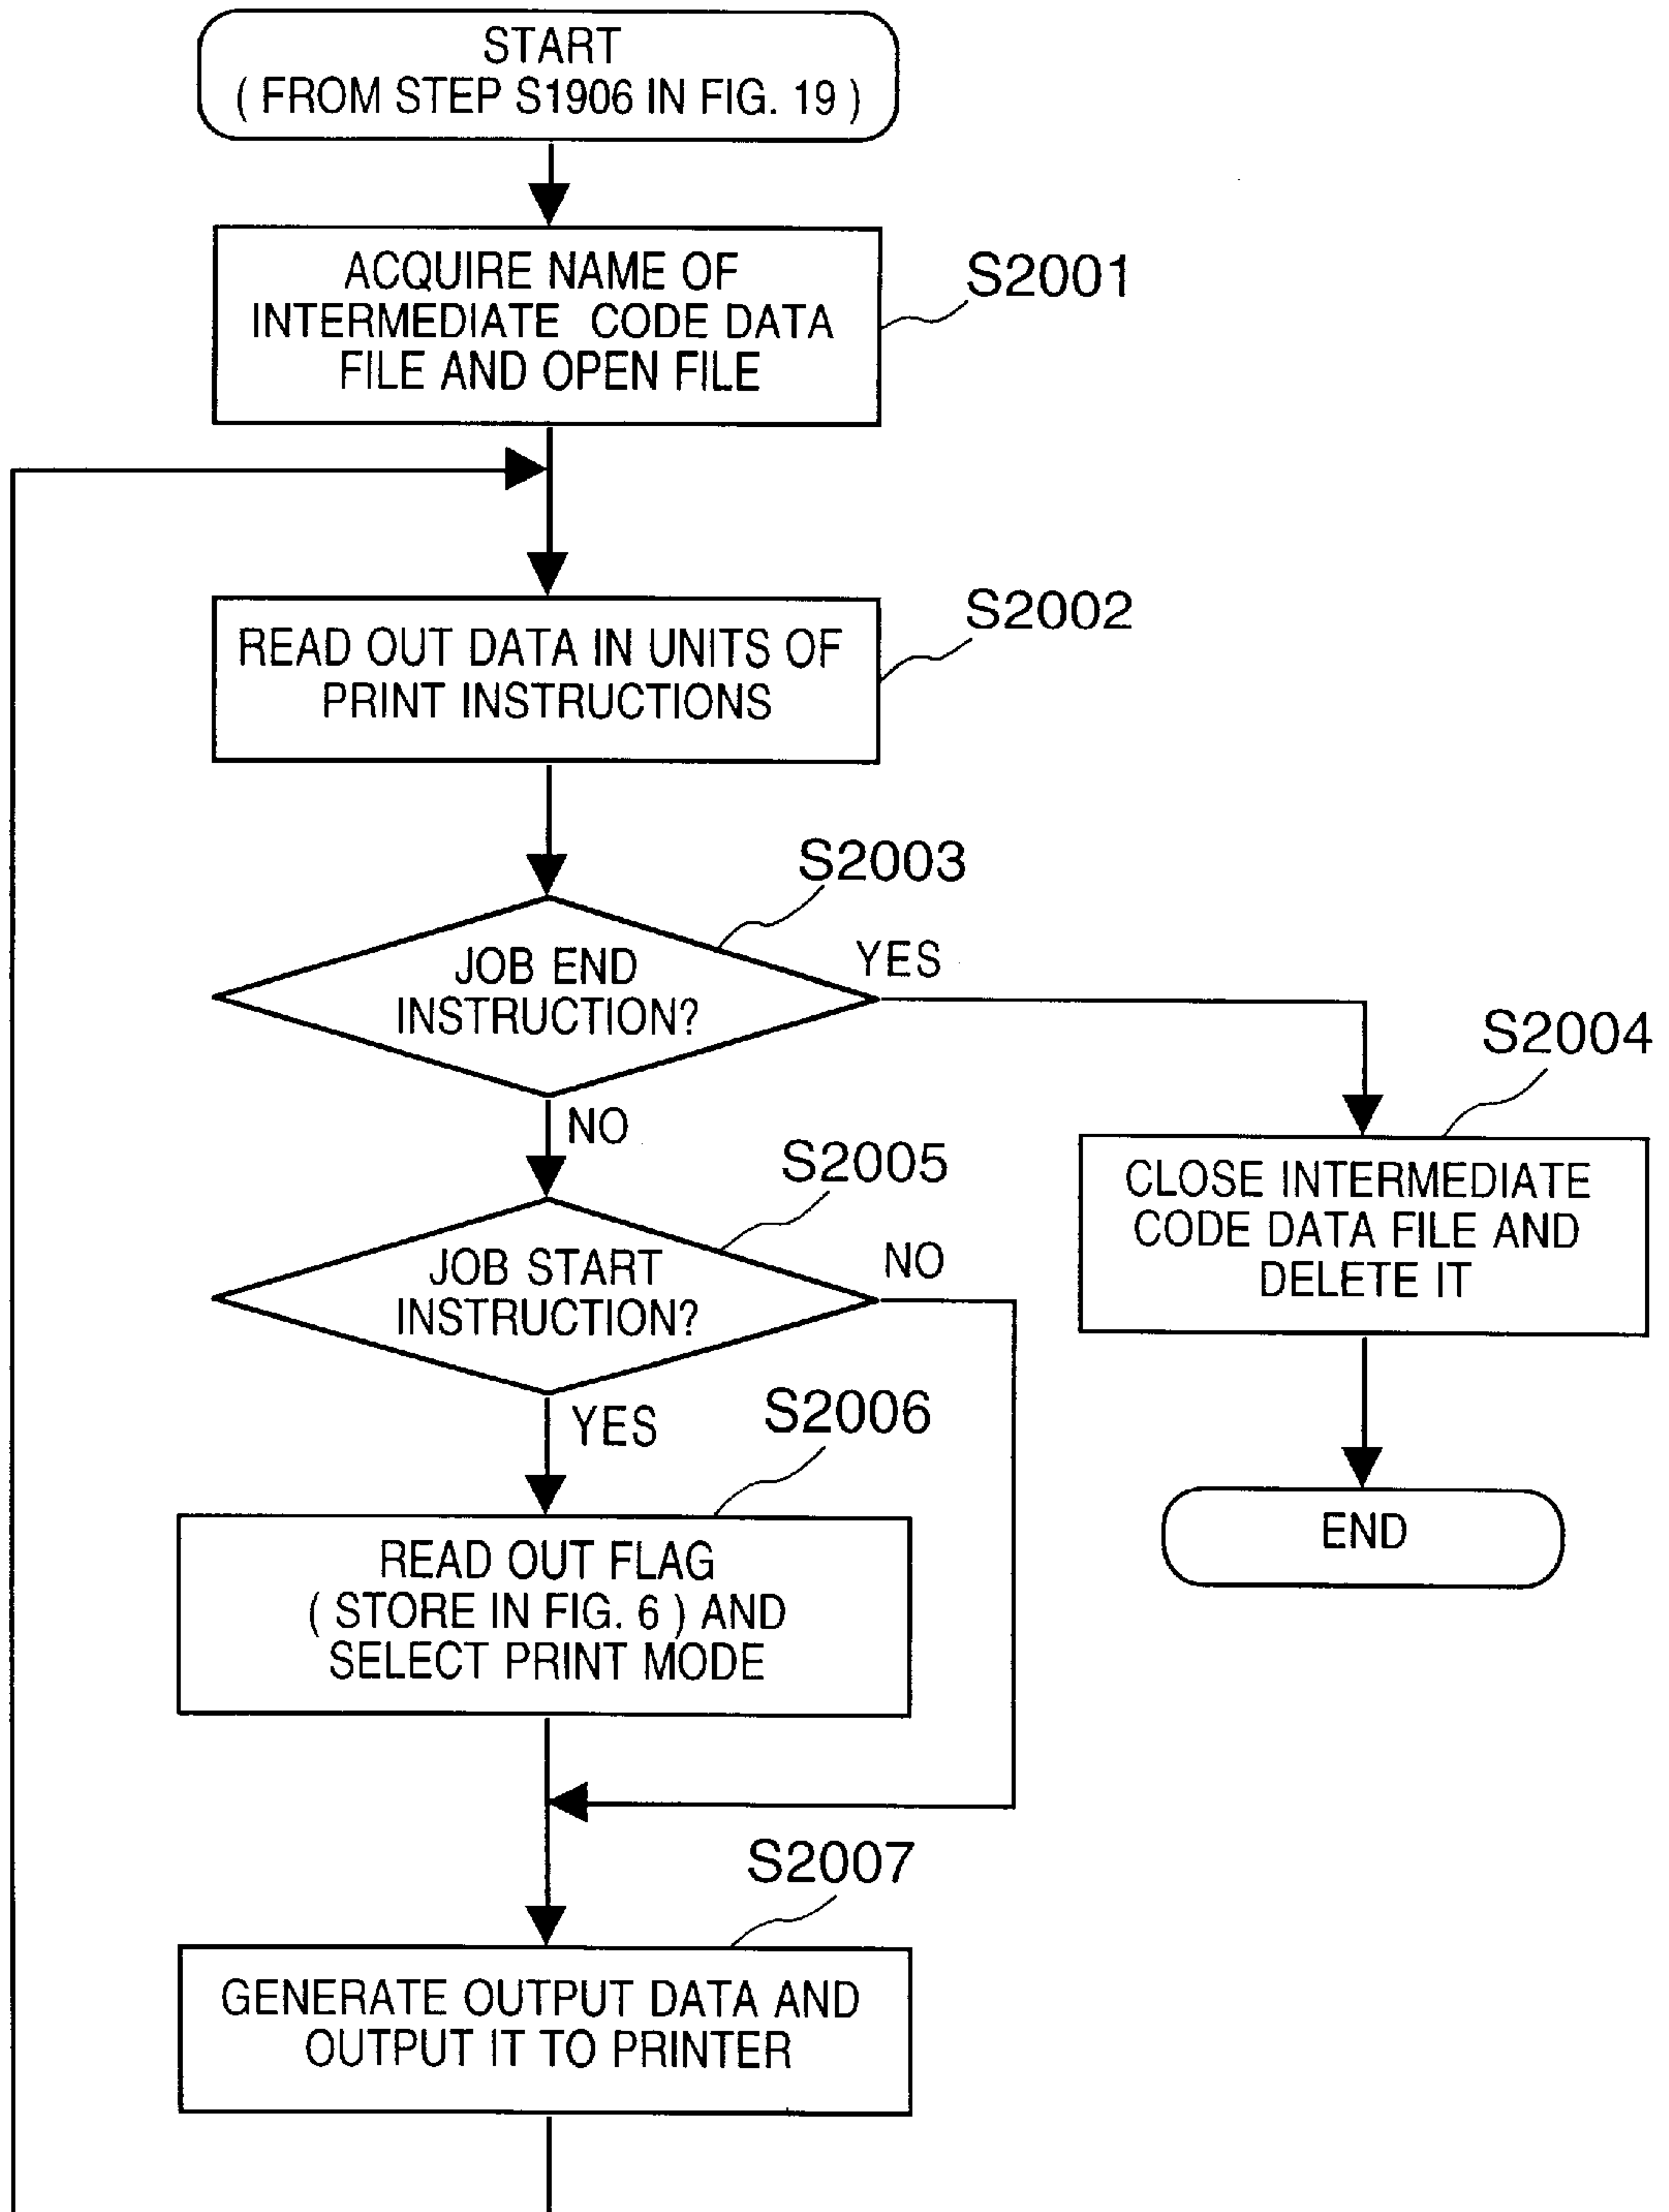 START
( FROM STEP S1906 IN FIG. 19 )
ACQUIRE NAME OF
INTERMEDIATE CODE DATA
FILE AND OPEN FILE
S2001
READ OUT DATA IN UNITS OF
PRINT INSTRUCTIONS
S2002
JOB END
INSTRUCTION?
S2003
YES
NO
CLOSE INTERMEDIATE
CODE DATA FILE AND
DELETE IT
S2004
END
JOB START
INSTRUCTION?
S2005
NO
YES
READ OUT FLAG
( STORE IN FIG. 6 ) AND
SELECT PRINT MODE
S2006
GENERATE OUTPUT DATA AND
OUTPUT IT TO PRINTER
S2007